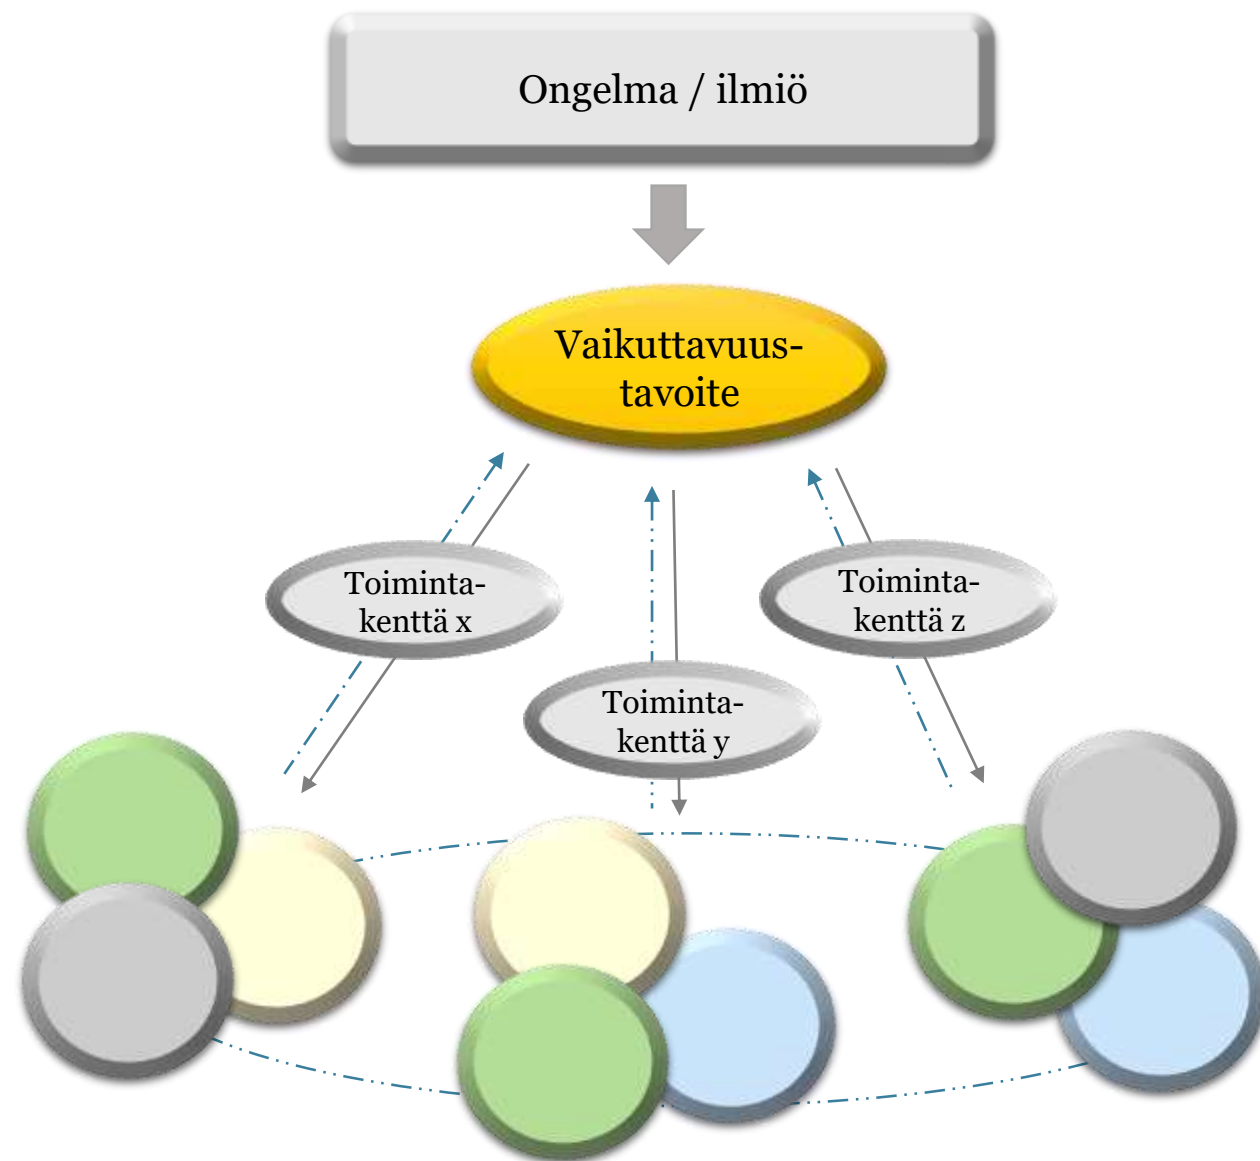 Ongelma / ilmiö
Vaikuttavuus-
tavoite
Toiminta-
kenttä x
Toiminta-
kenttä z
Toiminta-
kenttä y